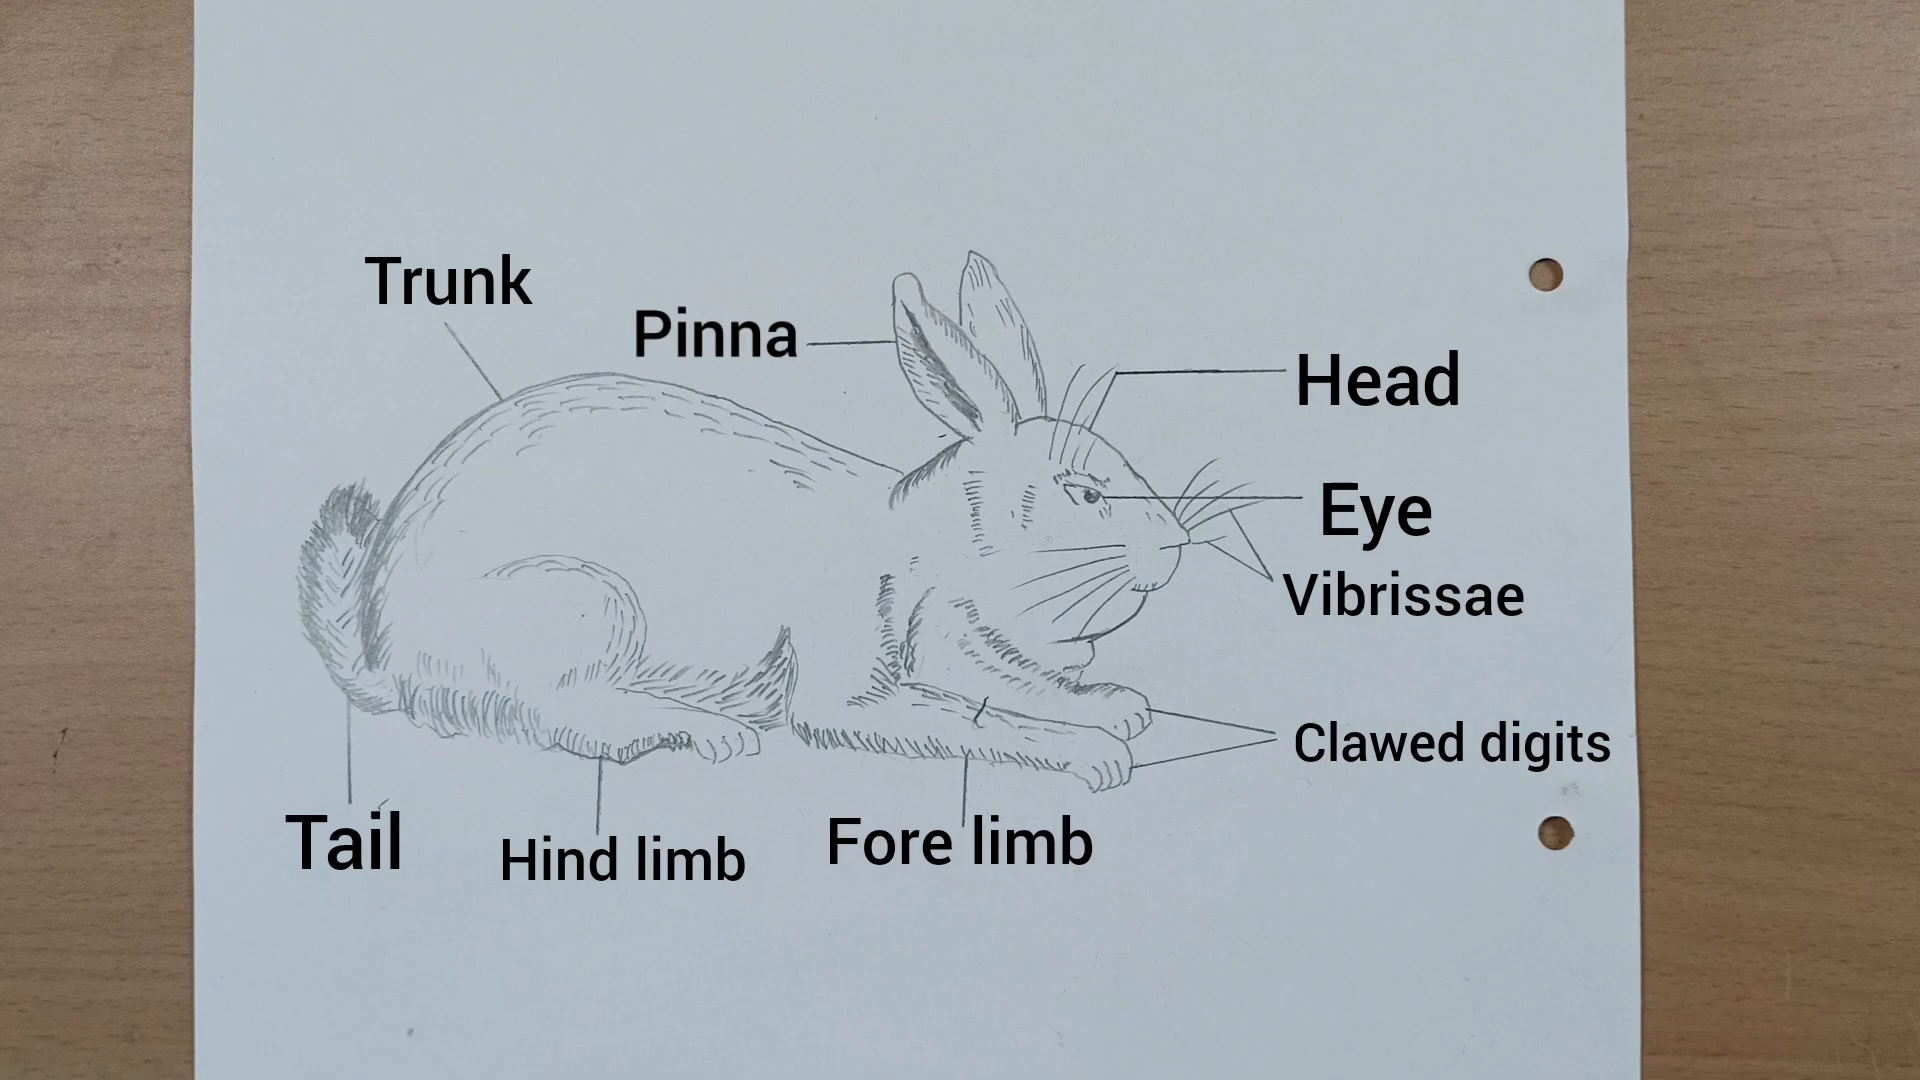 Trunk
Pinna
Head
Eye
Vibrissae
Clawed digits
Tail
Hind limb
Fore limb